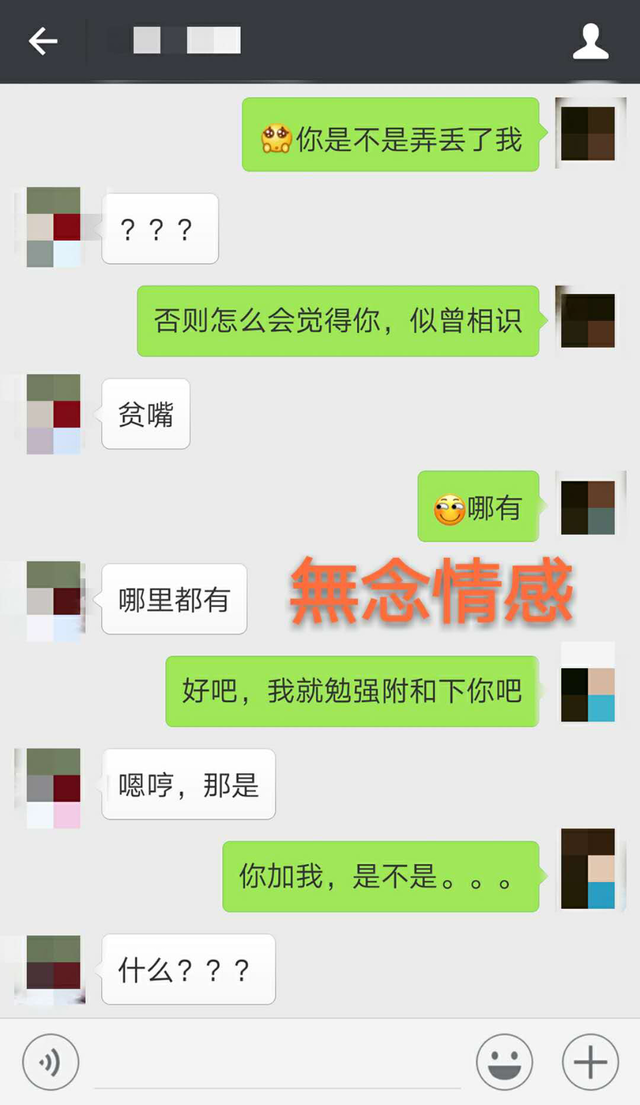 你是不是弄丢了我
？？？
否则怎么会觉得你，似曾相识
贫嘴
哪有
哪里都有
無念情感
好吧，我就勉强附和下你吧
嗯哼，那是
你加我，是不是。。。
什么？？？